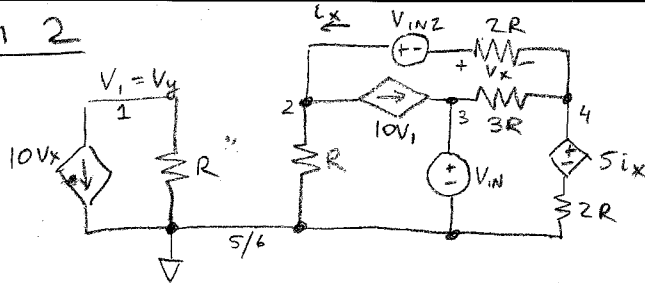 2
ix
VIN2
2R
+ -
+ Vx -
V1 = Vy
1
2
10V1
3
3R
4
10Vx
R
R
+ -
VIN
+ -
5ix
2R
5/6